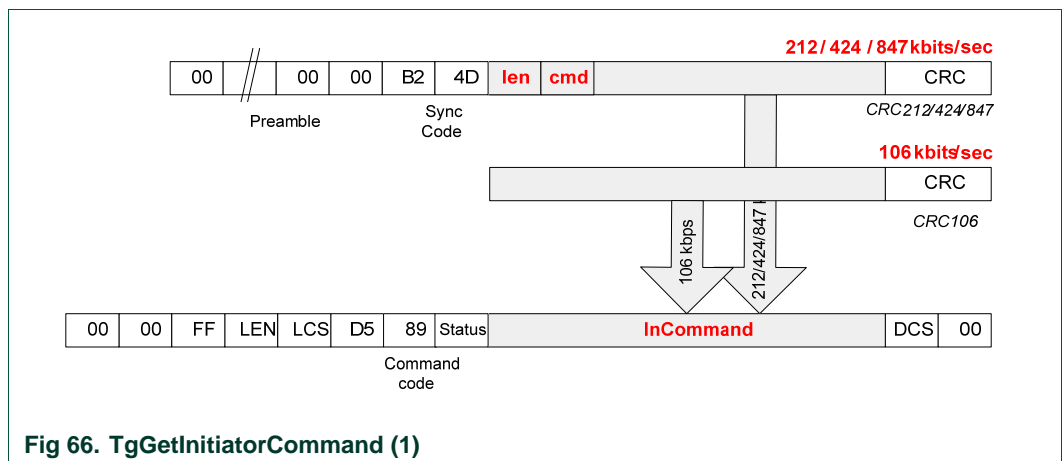 212 / 424 / 847 kbits/sec
00 // 00 00 B2 4D len cmd CRC
Preamble
Sync
Code
CRC212/424/847
106 kbits/sec
CRC
CRC106
106 kbps
212/424/847 k
00 00 FF LEN LCS D5 89 Status InCommand DCS 00
Command
code
Fig 66. TgGetInitiatorCommand (1)